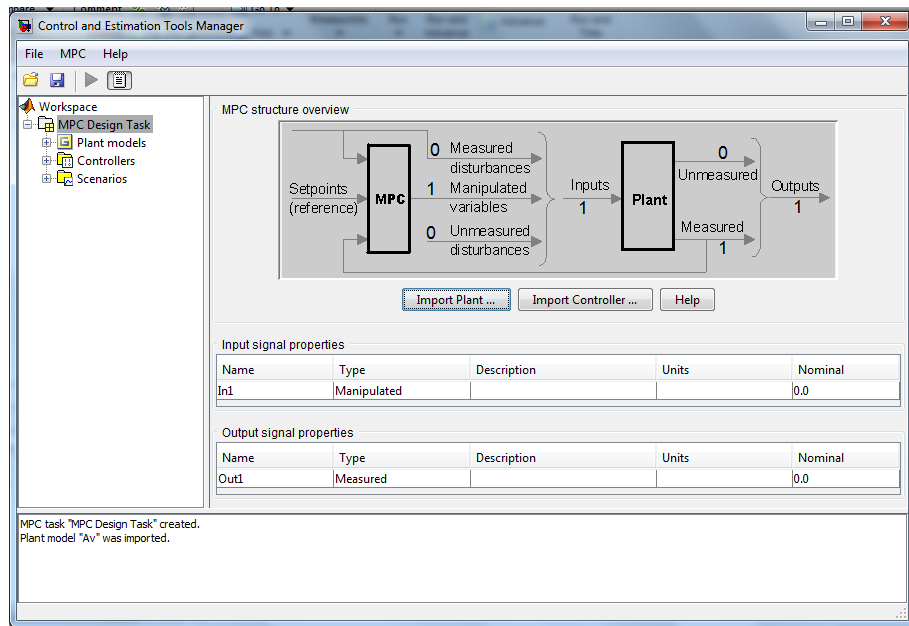 Comment
Control and Estimation Tools Manager
File MPC Help
Workspace
MPC Design Task
Plant models
Controllers
Scenarios
MPC structure overview
Setpoints
(reference)
MPC
0 Measured
disturbances
1 Manipulated
variables
0 Unmeasured
disturbances
Inputs
1
Plant
0
Unmeasured
Measured
1
Outputs
1
Import Plant ... Import Controller ... Help
Input signal properties
Name Type Description Units Nominal
In1 Manipulated 0.0
Output signal properties
Name Type Description Units Nominal
Out1 Measured 0.0
MPC task "MPC Design Task" created.
Plant model "Av" was imported.